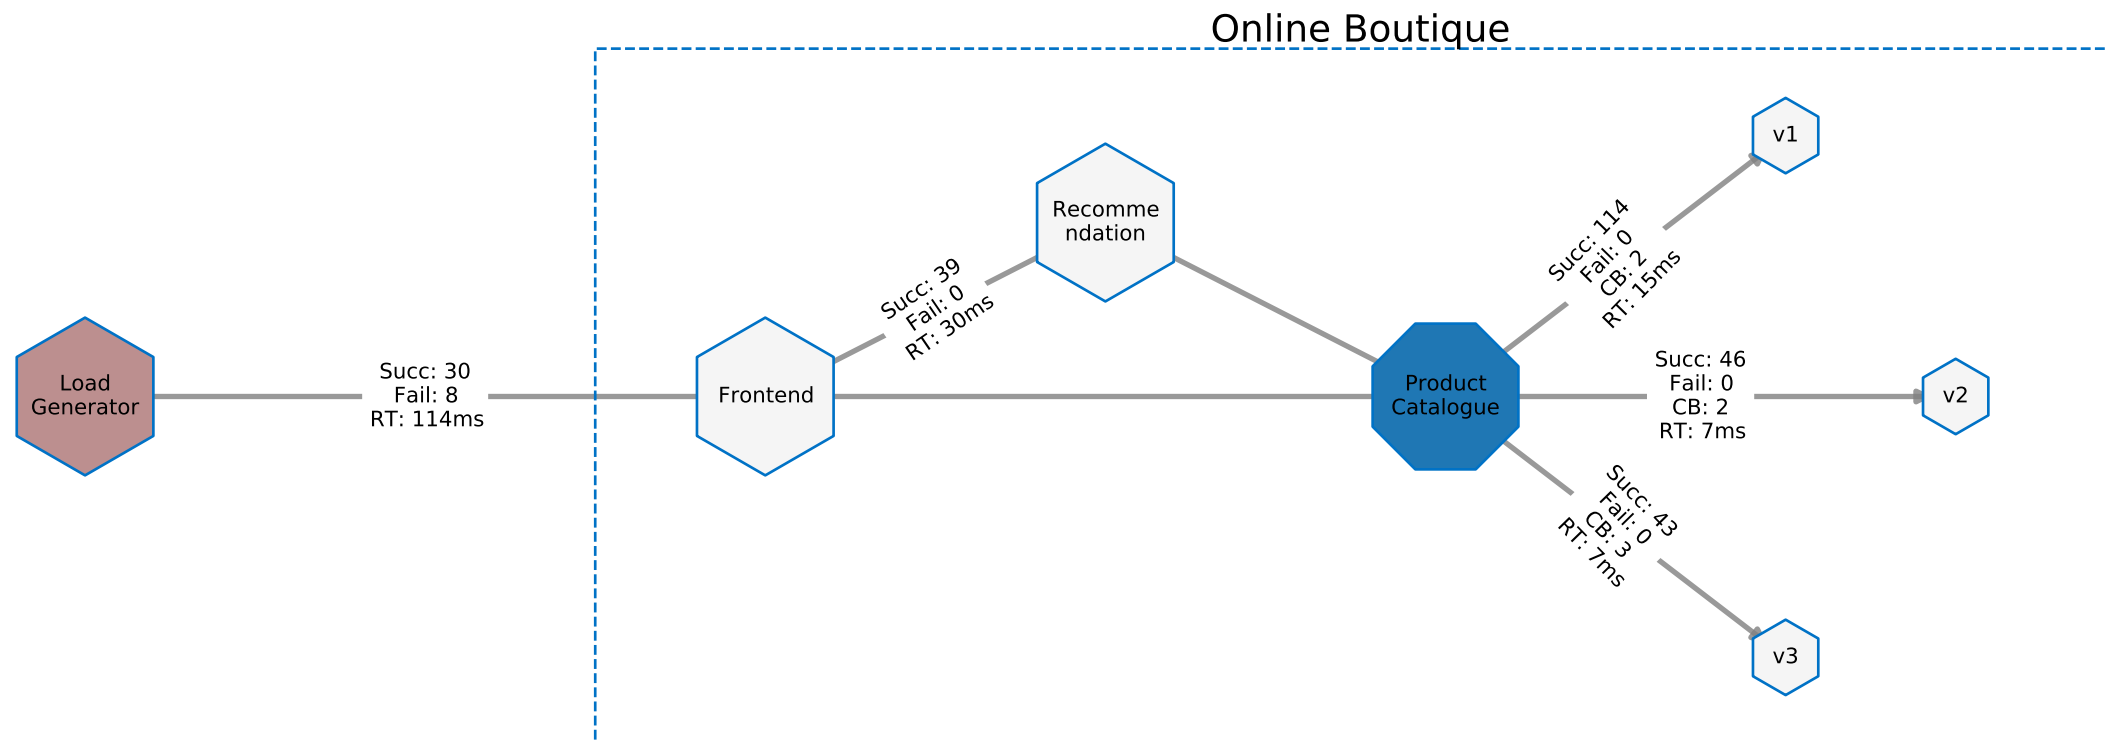 Online Boutique
Load
Generator
Succ: 30
Fail: 8
RT: 114ms
Frontend
Succ: 39
Fail: 0
RT: 30ms
Recomme
ndation
Product
Catalogue
Succ: 114
Fail: 0
CB: 2
RT: 15ms
v1
Succ: 46
Fail: 0
CB: 2
RT: 7ms
v2
Succ: 43
Fail: 0
CB: 3
RT: 7ms
v3